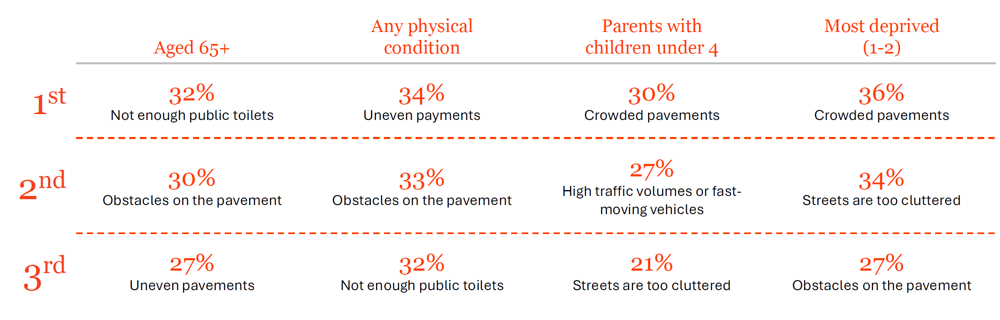 Aged 65+
Any physical
condition
Parents with
children under 4
Most deprived
(1-2)
1st
32%
Not enough public toilets
34%
Uneven payments
30%
Crowded pavements
36%
Crowded pavements
2nd
30%
Obstacles on the pavement
33%
Obstacles on the pavement
27%
High traffic volumes or fast-
moving vehicles
34%
Streets are too cluttered
3rd
27%
Uneven pavements
32%
Not enough public toilets
21%
Streets are too cluttered
27%
Obstacles on the pavement